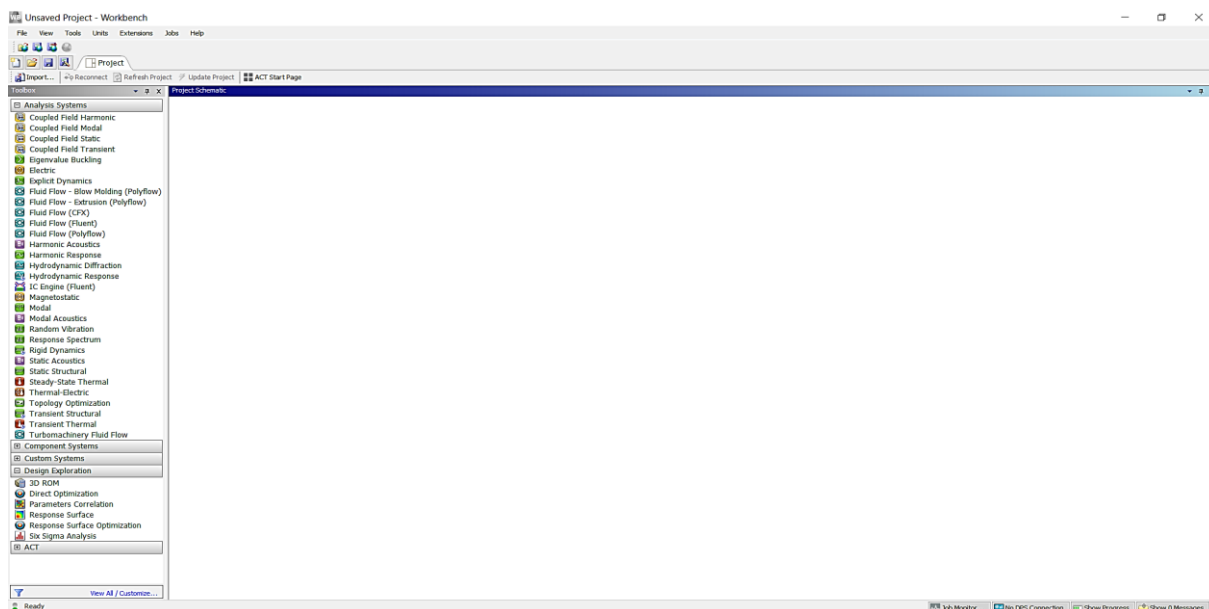 Unsaved Project - Workbench
File View Tools Units Extensions Jobs Help
Project
Import... Reconnect Refresh Project Update Project ACT Start Page
Toolbox
Project Schematic
Analysis Systems
Coupled Field Harmonic
Coupled Field Modal
Coupled Field Static
Coupled Field Transient
Eigenvalue Buckling
Electric
Explicit Dynamics
Fluid Flow - Blow Molding (Polyflow)
Fluid Flow - Extrusion (Polyflow)
Fluid Flow (CFX)
Fluid Flow (Fluent)
Fluid Flow (Polyflow)
Harmonic Acoustics
Harmonic Response
Hydrodynamic Diffraction
Hydrodynamic Response
IC Engine (Fluent)
Magnetostatic
Modal
Modal Acoustics
Random Vibration
Response Spectrum
Rigid Dynamics
Static Acoustics
Static Structural
Steady-State Thermal
Thermal-Electric
Topology Optimization
Transient Structural
Transient Thermal
Turbomachinery Fluid Flow
Component Systems
Custom Systems
Design Exploration
3D ROM
Direct Optimization
Parameters Correlation
Response Surface
Response Surface Optimization
Six Sigma Analysis
ACT
View All / Customize...
Ready
Job Monitor... No DPS Connection Show Progress Show 0 Messages